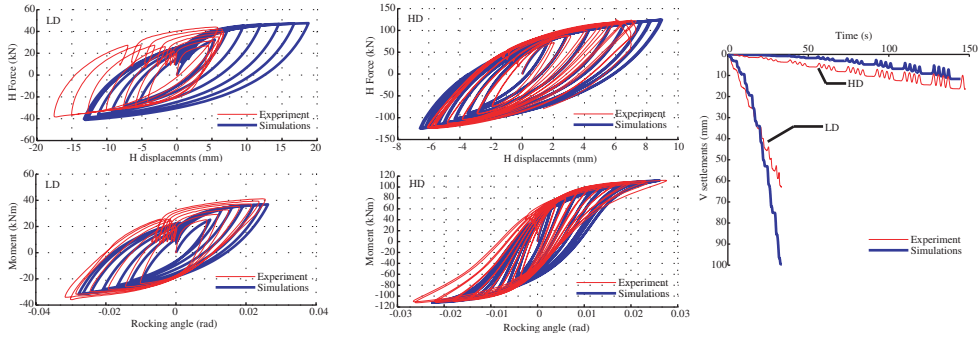 LD
H Force (kN)
60
40
20
0
-20
-40
-60
Experiment
Simulations
-20 -15 -10 -5 0 5 10 15 20
H displacemnts (mm)
HD
H Force (kN)
150
100
50
0
-50
-100
-150
Experiment
Simulations
-8 -6 -4 -2 0 2 4 6 8 10
H displacemnts (mm)
LD
Moment (kNm)
60
40
20
0
-20
-40
Experiment
Simulations
-0.04 -0.02 0 0.02 0.04
Rocking angle (rad)
HD
Moment (kNm)
120
100
80
60
40
20
0
-20
-40
-60
-80
-100
-120
Experiment
Simulations
-0.03 -0.02 -0.01 0 0.01 0.02 0.03
Rocking angle (rad)
Time (s)
0 50 100 150
V settlements (mm)
0
10
20
30
40
50
60
70
80
90
100
HD
LD
Experiment
Simulations